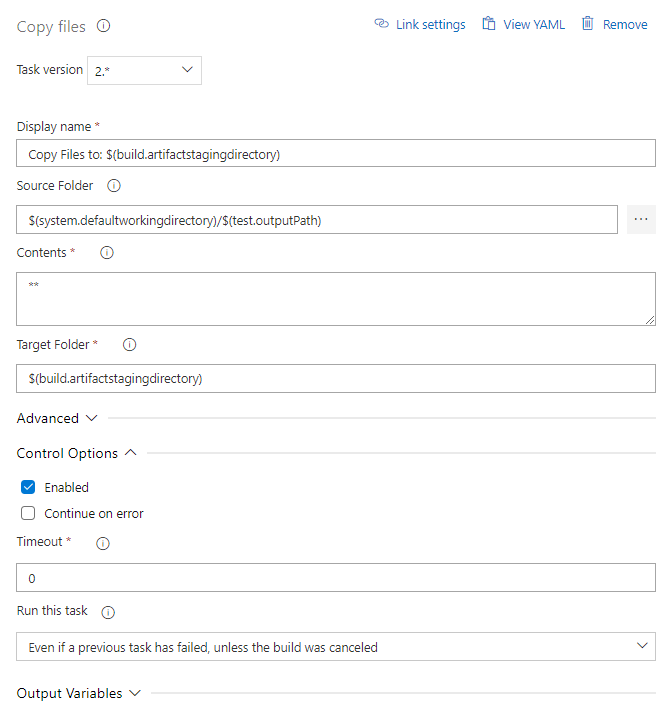 Copy files
Link settings
View YAML
Remove
Task version
2.*
Display name *
Copy Files to: $(build.artifactstagingdirectory)
Source Folder
$(system.defaultworkingdirectory)/$(test.outputPath)
...
Contents *
**
Target Folder *
$(build.artifactstagingdirectory)
Advanced
Control Options
Enabled
Continue on error
Timeout *
0
Run this task
Even if a previous task has failed, unless the build was canceled
Output Variables